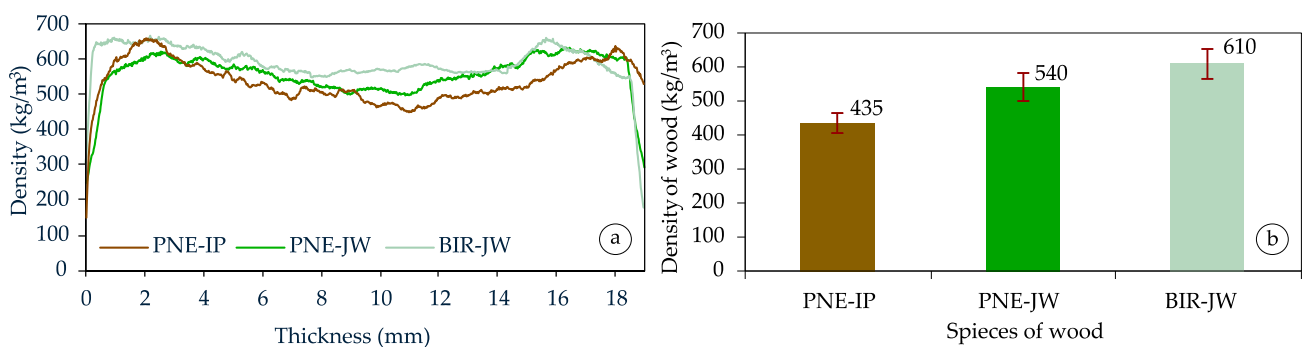 Density (kg/m³)
700
600
500
400
300
200
100
0
PNE-IP PNE-JW BIR-JW
a
0 2 4 6 8 10 12 14 16 18
Thickness (mm)
Density of wood (kg/m³)
700
600
500
400
300
200
100
0
435
540
610
b
PNE-IP PNE-JW BIR-JW
Spieces of wood